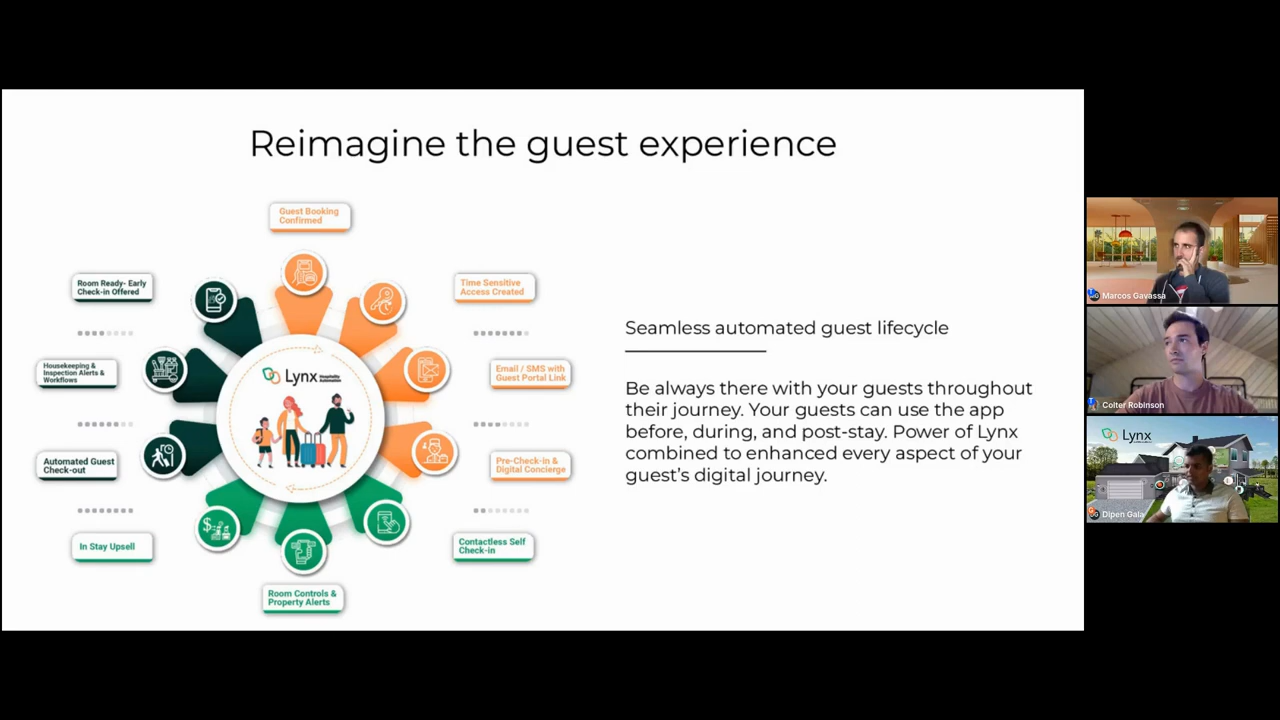 Reimagine the guest experience
Guest Booking
Confirmed
Room Ready- Early
Check-in Offered
Time Sensitive
Access Created
Housekeeping &
Inspection Alerts &
Workflows
Email / SMS with
Guest Portal Link
Lynx Hospitality
Automation
Automated Guest
Check-out
Pre-Check-in &
Digital Concierge
In Stay Upsell
Contactless Self
Check-in
Room Controls &
Property Alerts
Seamless automated guest lifecycle
Be always there with your guests throughout
their journey. Your guests can use the app
before, during, and post-stay. Power of Lynx
combined to enhanced every aspect of your
guest’s digital journey.
Marcos Gavassa
Colter Robinson
Lynx
Dipen Gala